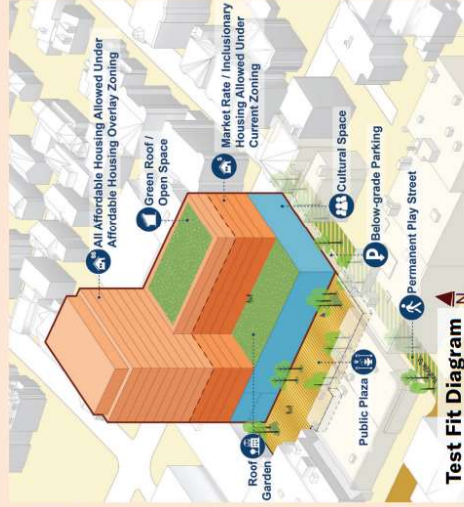 All Affordable Housing Allowed Under
Affordable Housing Overlay Zoning
Green Roof /
Open Space
Market Rate / Inclusionary
Housing Allowed Under
Current Zoning
Cultural Space
Below-grade Parking
Permanent Play Street
Roof
Garden
Public Plaza
Test Fit Diagram
N